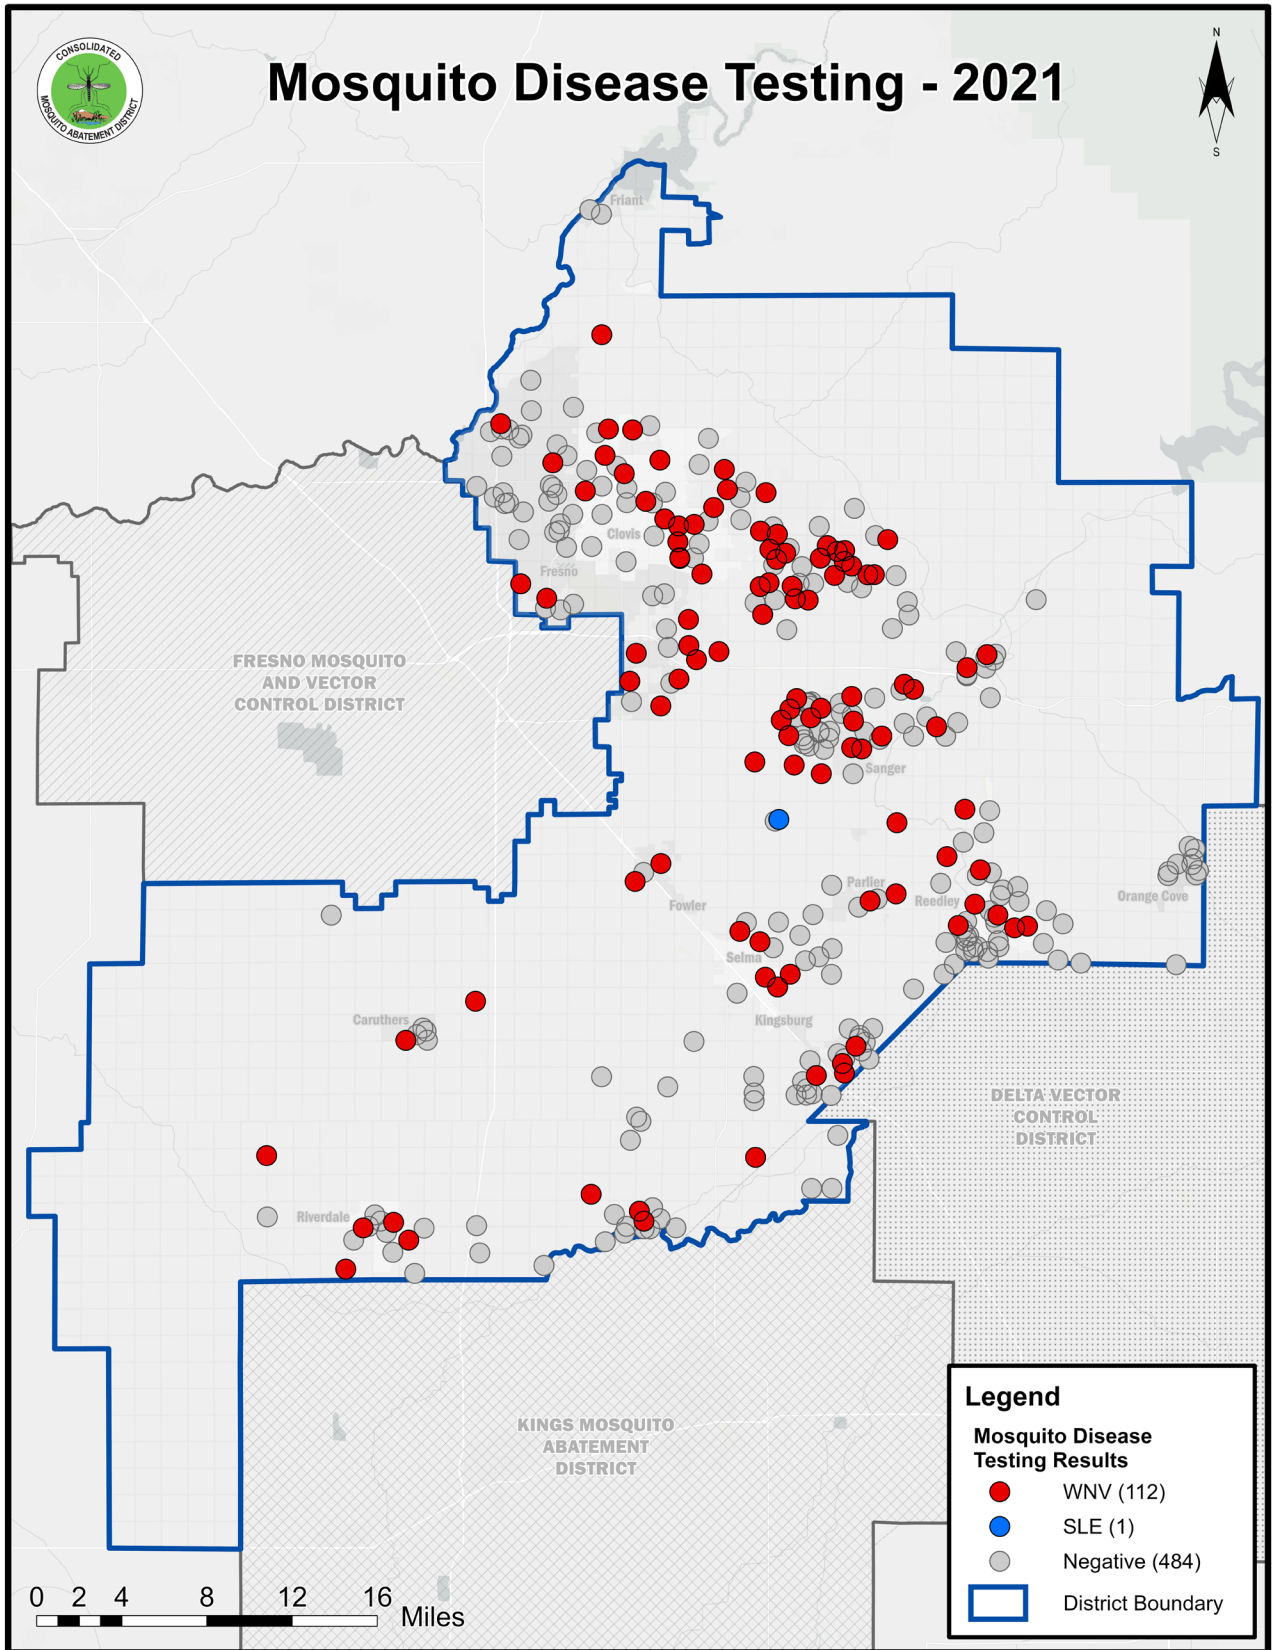 CONSOLIDATED
MOSQUITO ABATEMENT DISTRICT
Mosquito Disease Testing - 2021
N
S
Friant
Clovis
Fresno
FRESNO MOSQUITO
AND VECTOR
CONTROL DISTRICT
Sanger
Parlier
Reedley
Orange Cove
Fowler
Selma
Caruthers
Kingsburg
DELTA VECTOR
CONTROL
DISTRICT
Riverdale
KINGS MOSQUITO
ABATEMENT
DISTRICT
Legend
Mosquito Disease
Testing Results
WNV (112)
SLE (1)
Negative (484)
District Boundary
0 2 4 8 12 16
Miles